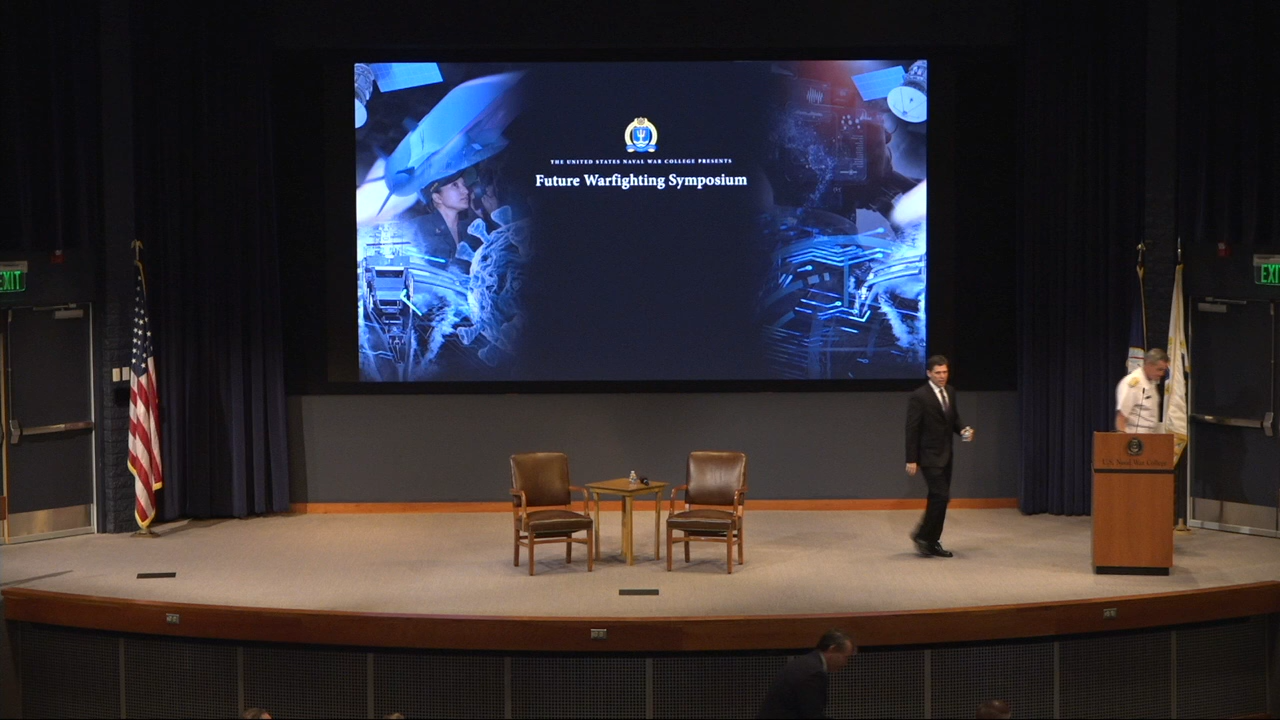 THE UNITED STATES NAVAL WAR COLLEGE PRESENTS
Future Warfighting Symposium
EXIT
EXIT
U.S. Naval War College